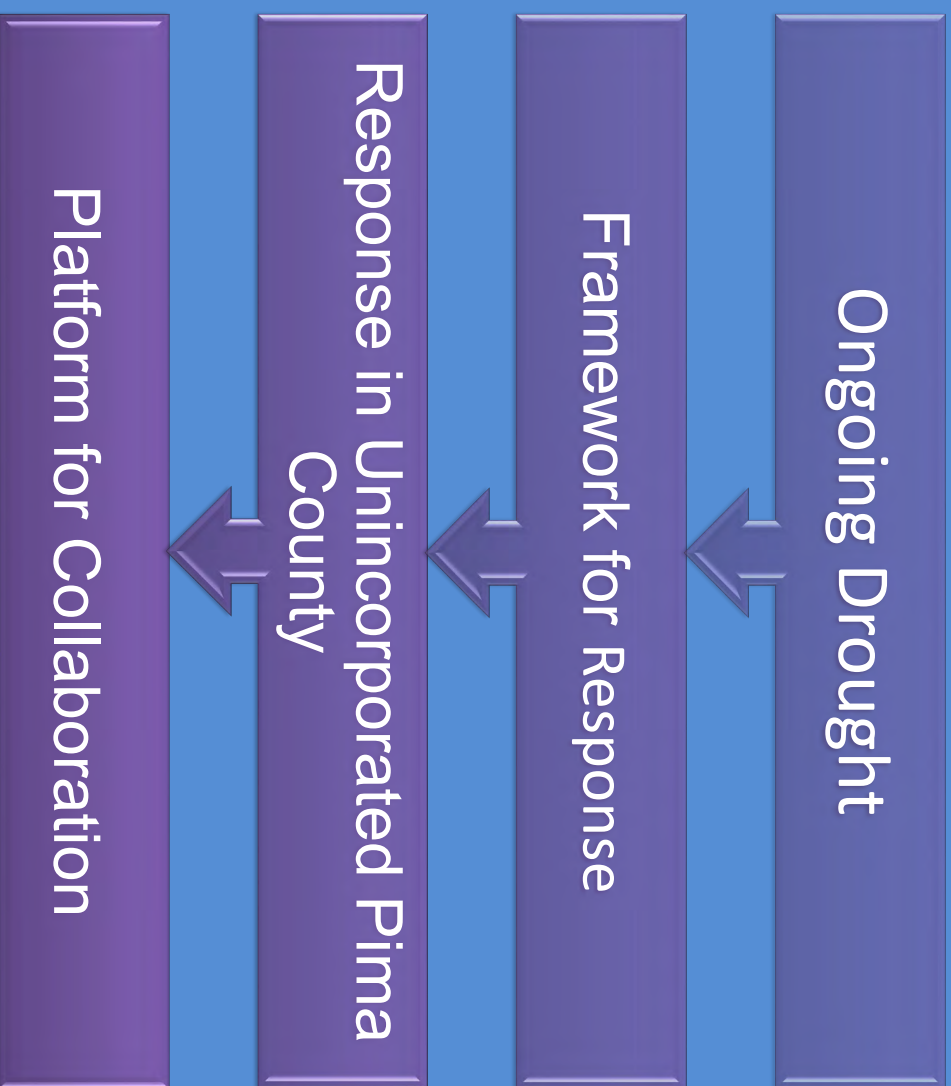 Ongoing Drought
Framework for Response
Response in Unincorporated Pima
County
Platform for Collaboration